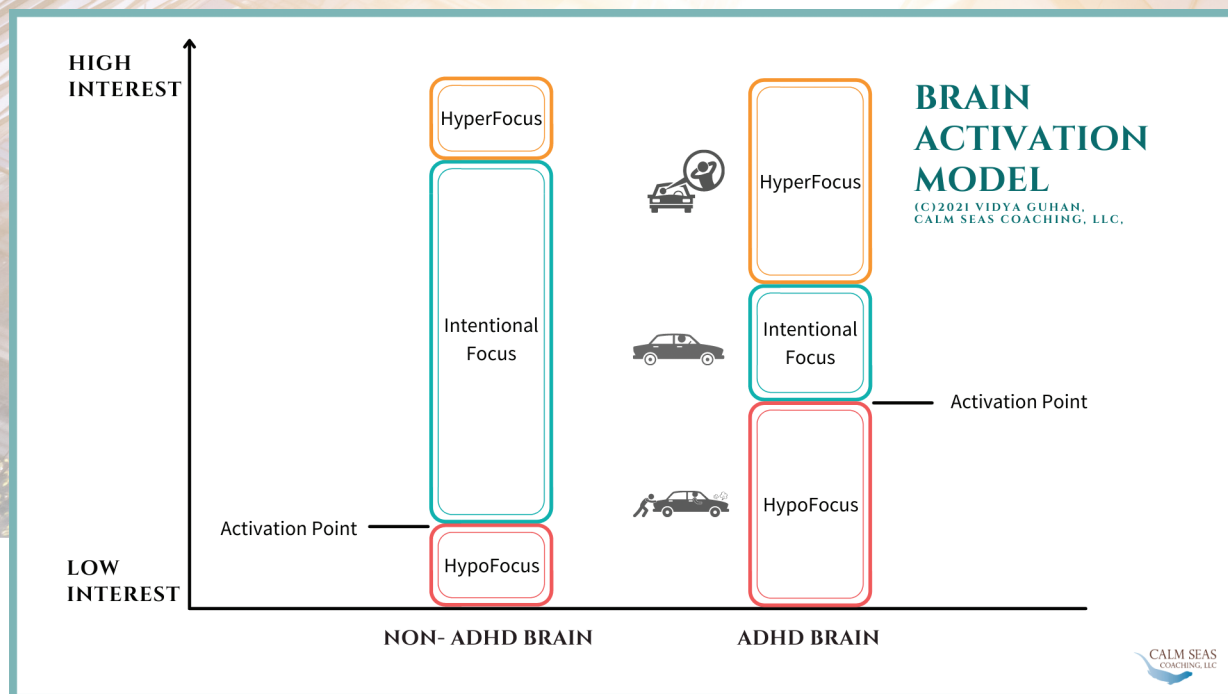 HIGH
INTEREST
HyperFocus
Intentional
Focus
Activation Point
HypoFocus
LOW
INTEREST
NON- ADHD BRAIN
HyperFocus
Intentional
Focus
Activation Point
HypoFocus
ADHD BRAIN
BRAIN
ACTIVATION
MODEL
(C)2021 VIDYA GUHAN,
CALM SEAS COACHING, LLC,
CALM SEAS
COACHING, LLC